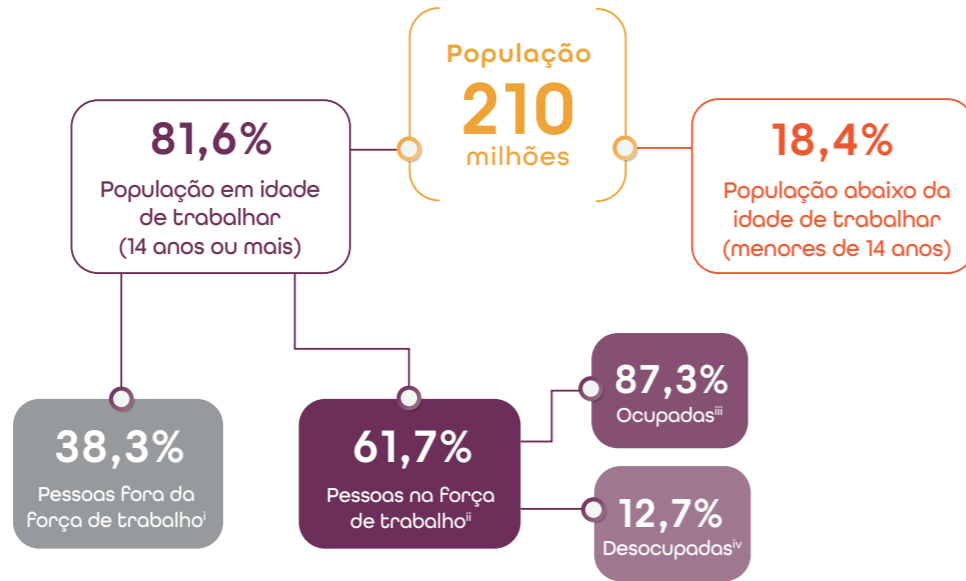 População
210
milhões
81,6%
População em idade
de trabalhar
(14 anos ou mais)
18,4%
População abaixo da
idade de trabalhar
(menores de 14 anos)
38,3%
Pessoas fora da
força de trabalhoⁱ
61,7%
Pessoas na força
de trabalhoⁱⁱ
87,3%
Ocupadasⁱⁱⁱ
12,7%
Desocupadasⁱᵛ